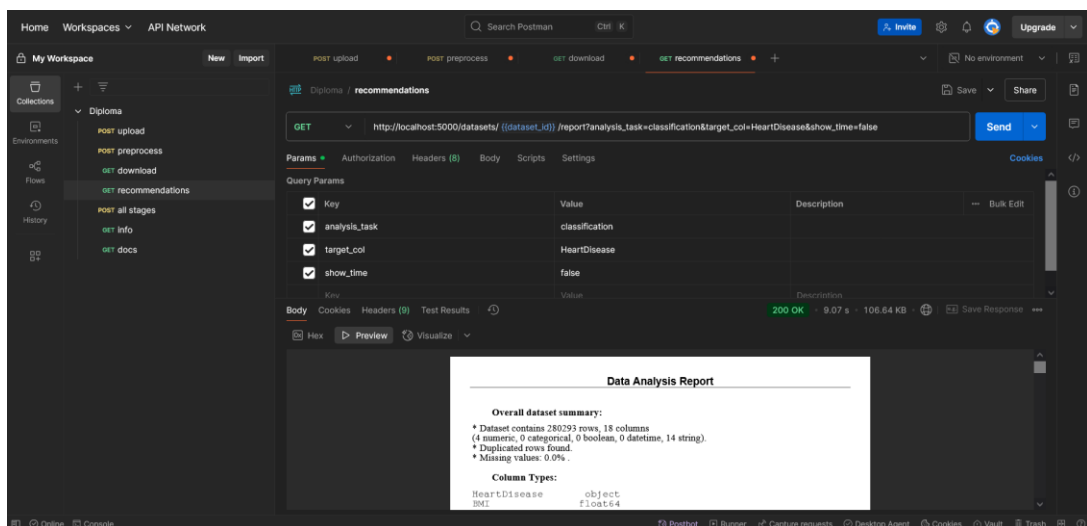 Home Workspaces API Network Search Postman Ctrl K Invite Upgrade
My Workspace New Import POST upload POST preprocess GET download GET recommendations No environment
Collections
Environments
Flows
History
Diploma
POST upload
POST preprocess
GET download
GET recommendations
POST all stages
GET info
GET docs
HTTP Diploma / recommendations Save Share
GET http://localhost:5000/datasets/ {{dataset_id}} /report?analysis_task=classification&target_col=HeartDisease&show_time=false Send
Params Authorization Headers (8) Body Scripts Settings Cookies
Query Params
Key Value Description Bulk Edit
analysis_task classification
target_col HeartDisease
show_time false
Key Value Description
Body Cookies Headers (9) Test Results 200 OK 9.07 s 106.64 KB Save Response
Hex Preview Visualize
Data Analysis Report
Overall dataset summary:
* Dataset contains 280293 rows, 18 columns
(4 numeric, 0 categorical, 0 boolean, 0 datetime, 14 string).
* Duplicated rows found.
* Missing values: 0.0% .
Column Types:
HeartDisease object
BMI float64
Online Console Postbot Runner Capture requests Desktop Agent Cookies Vault Trash